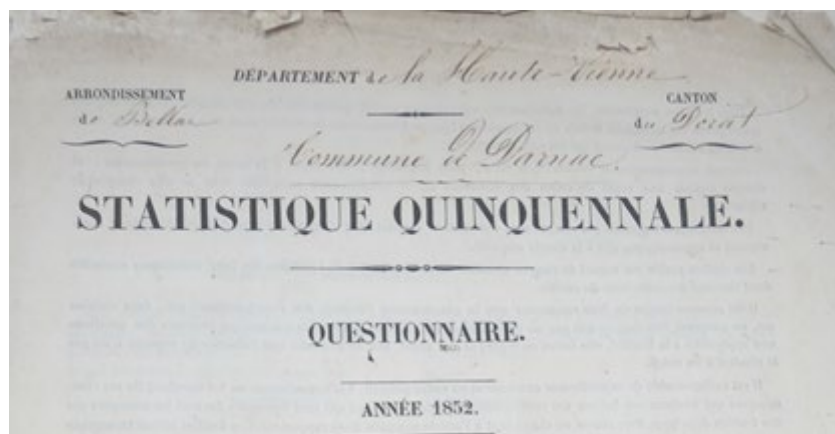 DÉPARTEMENT de la Haute-Vienne
ARRONDISSEMENT
de Bellac
CANTON
du Dorat
Commune de Darnac.
STATISTIQUE QUINQUENNALE.
QUESTIONNAIRE.
ANNÉE 1852.